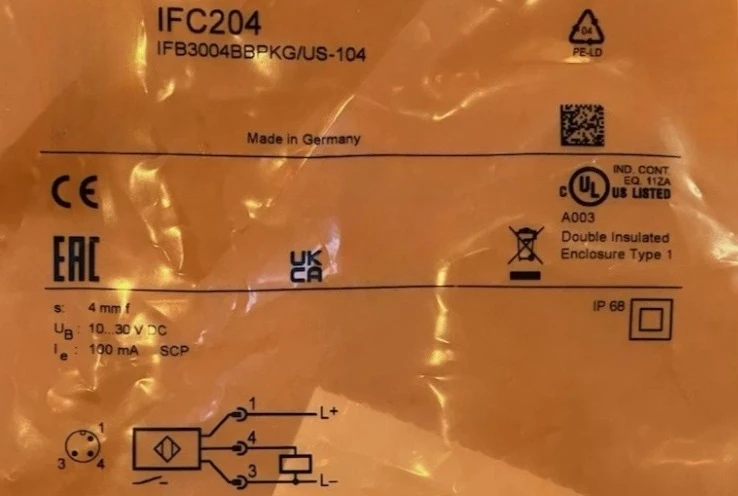 IFC204
IFB3004BBPKG/US-104
04
PE-LD
Made in Germany
CE
IND. CONT.
EQ. 11ZA
C UL US LISTED
A003
Double Insulated
Enclosure Type 1
EAC
UK
CA
s: 4 mm f
UB: 10...30 V DC
Ie: 100 mA SCP
IP 68
1
3 4
1 L+
4
3 L–